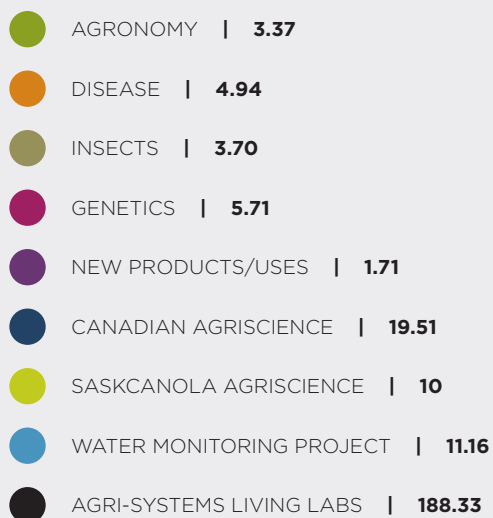 AGRONOMY | 3.37
DISEASE | 4.94
INSECTS | 3.70
GENETICS | 5.71
NEW PRODUCTS/USES | 1.71
CANADIAN AGRISCIENCE | 19.51
SASKCANOLA AGRISCIENCE | 10
WATER MONITORING PROJECT | 11.16
AGRI-SYSTEMS LIVING LABS | 188.33